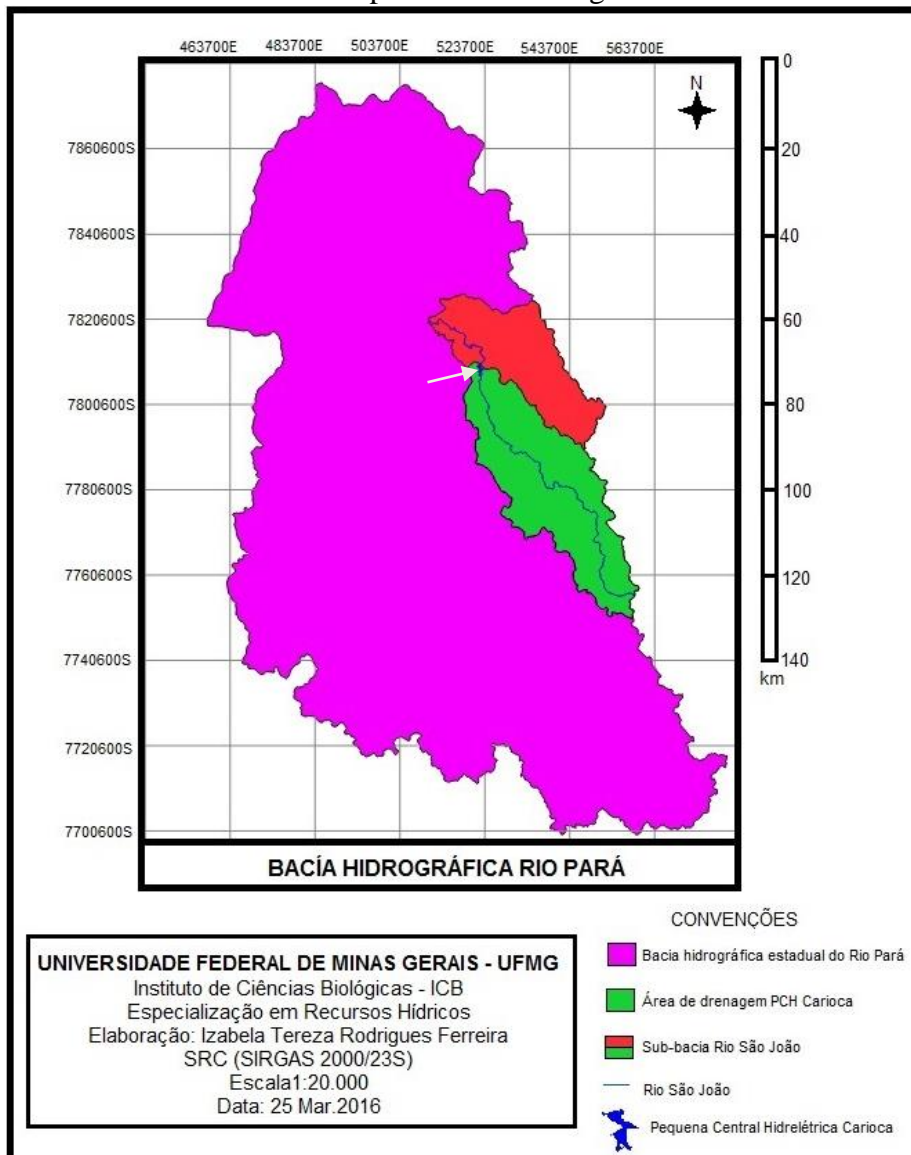 463700E 483700E 503700E 523700E 543700E 563700E
N
0
20
40
60
80
100
120
140
km
7860600S
7840600S
7820600S
7800600S
7780600S
7760600S
7740600S
7720600S
7700600S
BACÍA HIDROGRÁFICA RIO PARÁ
UNIVERSIDADE FEDERAL DE MINAS GERAIS - UFMG
Instituto de Ciências Biológicas - ICB
Especialização em Recursos Hídricos
Elaboração: Izabela Tereza Rodrigues Ferreira
SRC (SIRGAS 2000/23S)
Escala1:20.000
Data: 25 Mar.2016
CONVENÇÕES
Bacia hidrográfica estadual do Rio Pará
Área de drenagem PCH Carioca
Sub-bacia Rio São João
Rio São João
Pequena Central Hidrelétrica Carioca